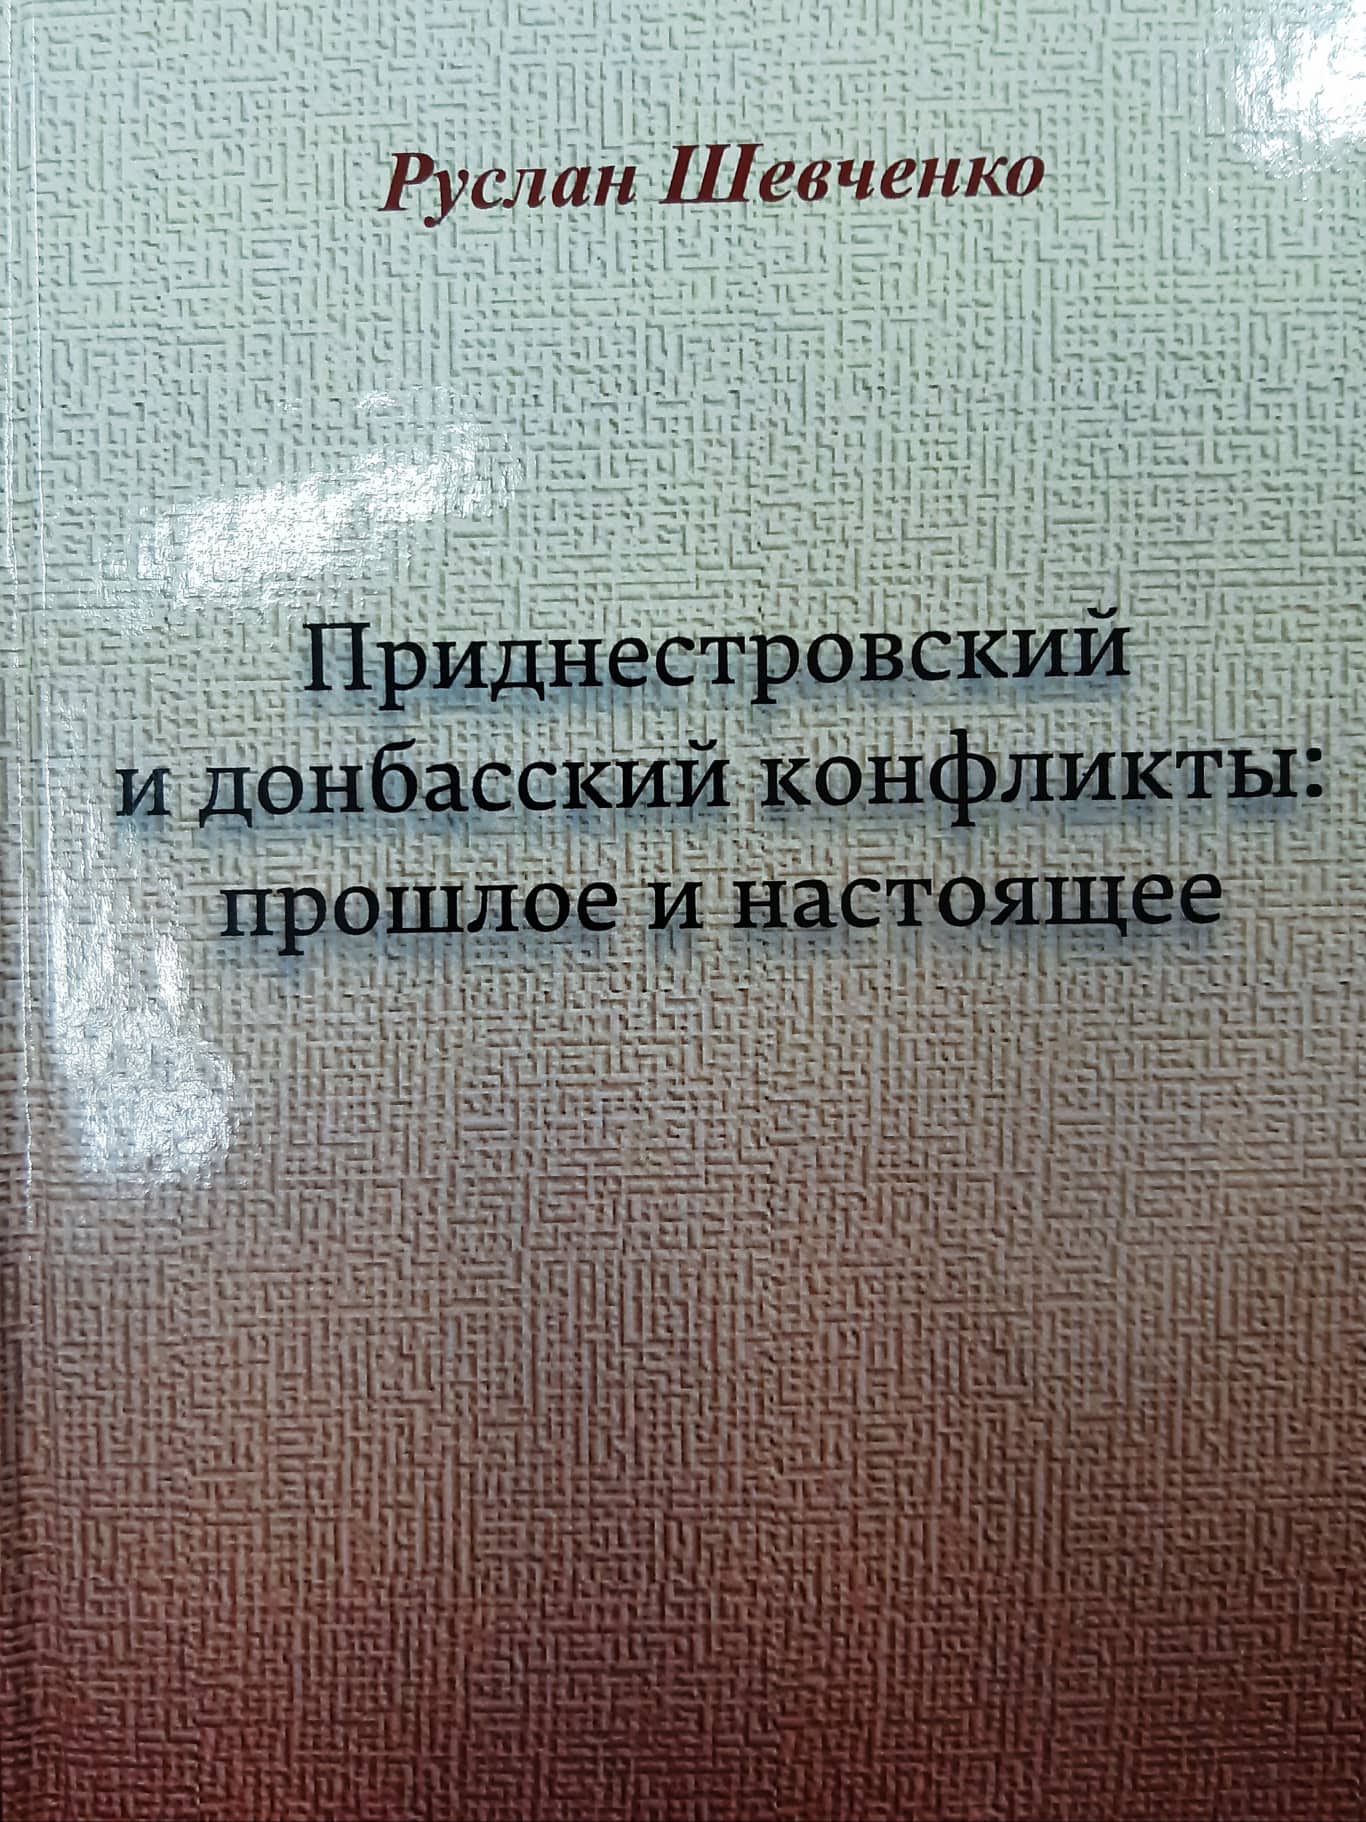 Руслан Шевченко
Приднестровский
и донбасский конфликты:
прошлое и настоящее